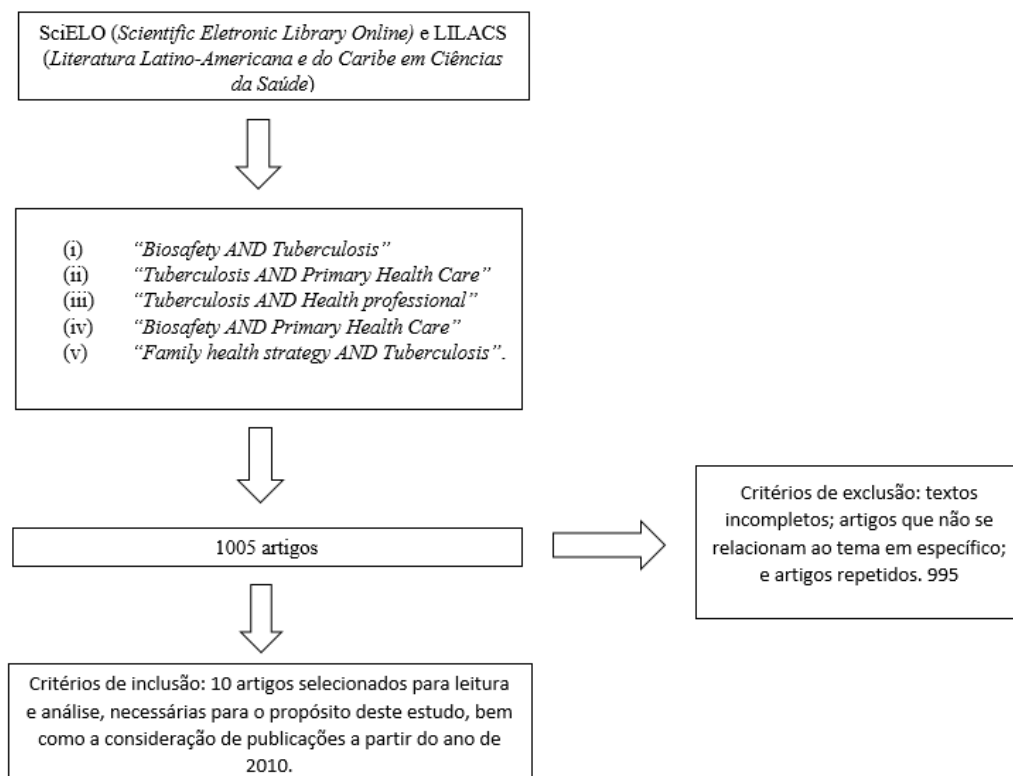 SciELO (Scientific Eletronic Library Online) e LILACS
(Literatura Latino-Americana e do Caribe em Ciências
da Saúde)
(i) “Biosafety AND Tuberculosis”
(ii) “Tuberculosis AND Primary Health Care”
(iii) “Tuberculosis AND Health professional”
(iv) “Biosafety AND Primary Health Care”
(v) “Family health strategy AND Tuberculosis”.
1005 artigos
Critérios de exclusão: textos
incompletos; artigos que não se
relacionam ao tema em específico;
e artigos repetidos. 995
Critérios de inclusão: 10 artigos selecionados para leitura
e análise, necessárias para o propósito deste estudo, bem
como a consideração de publicações a partir do ano de
2010.